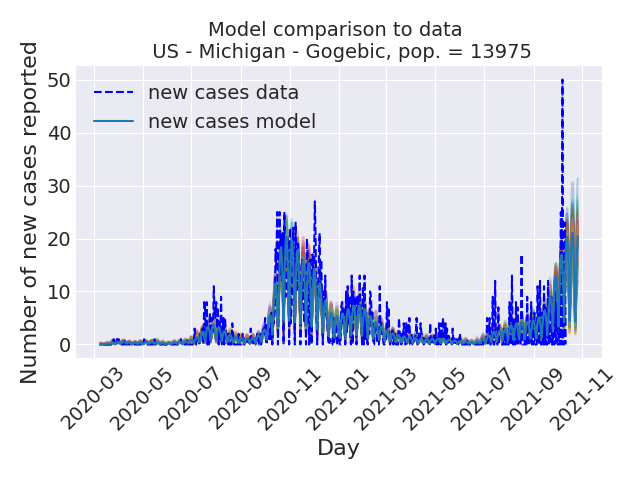 Model comparison to data
US - Michigan - Gogebic, pop. = 13975
Number of new cases reported
50
40
30
20
10
0
new cases data
new cases model
2020-03
2020-05
2020-07
2020-09
2020-11
2021-01
2021-03
2021-05
2021-07
2021-09
2021-11
Day